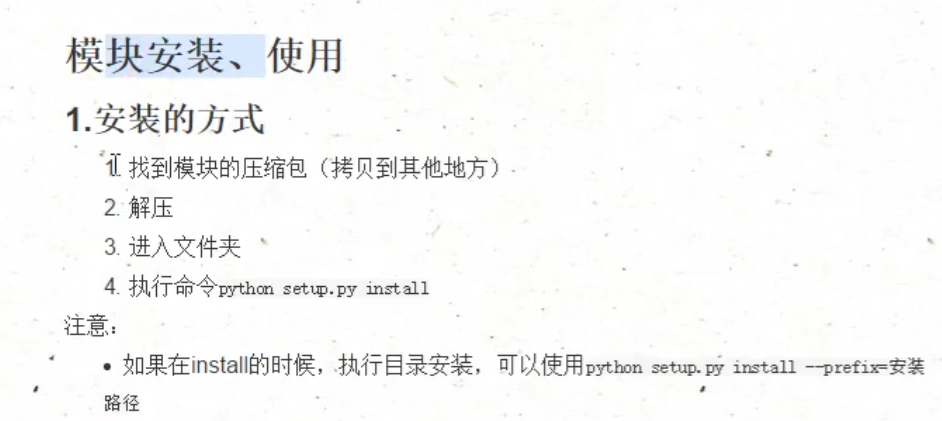 模块安装、使用
1.安装的方式
1. 找到模块的压缩包（拷贝到其他地方）
2. 解压
3. 进入文件夹
4. 执行命令python setup.py install
注意：
• 如果在install的时候，执行目录安装，可以使用python setup.py install --prefix=安装
路径